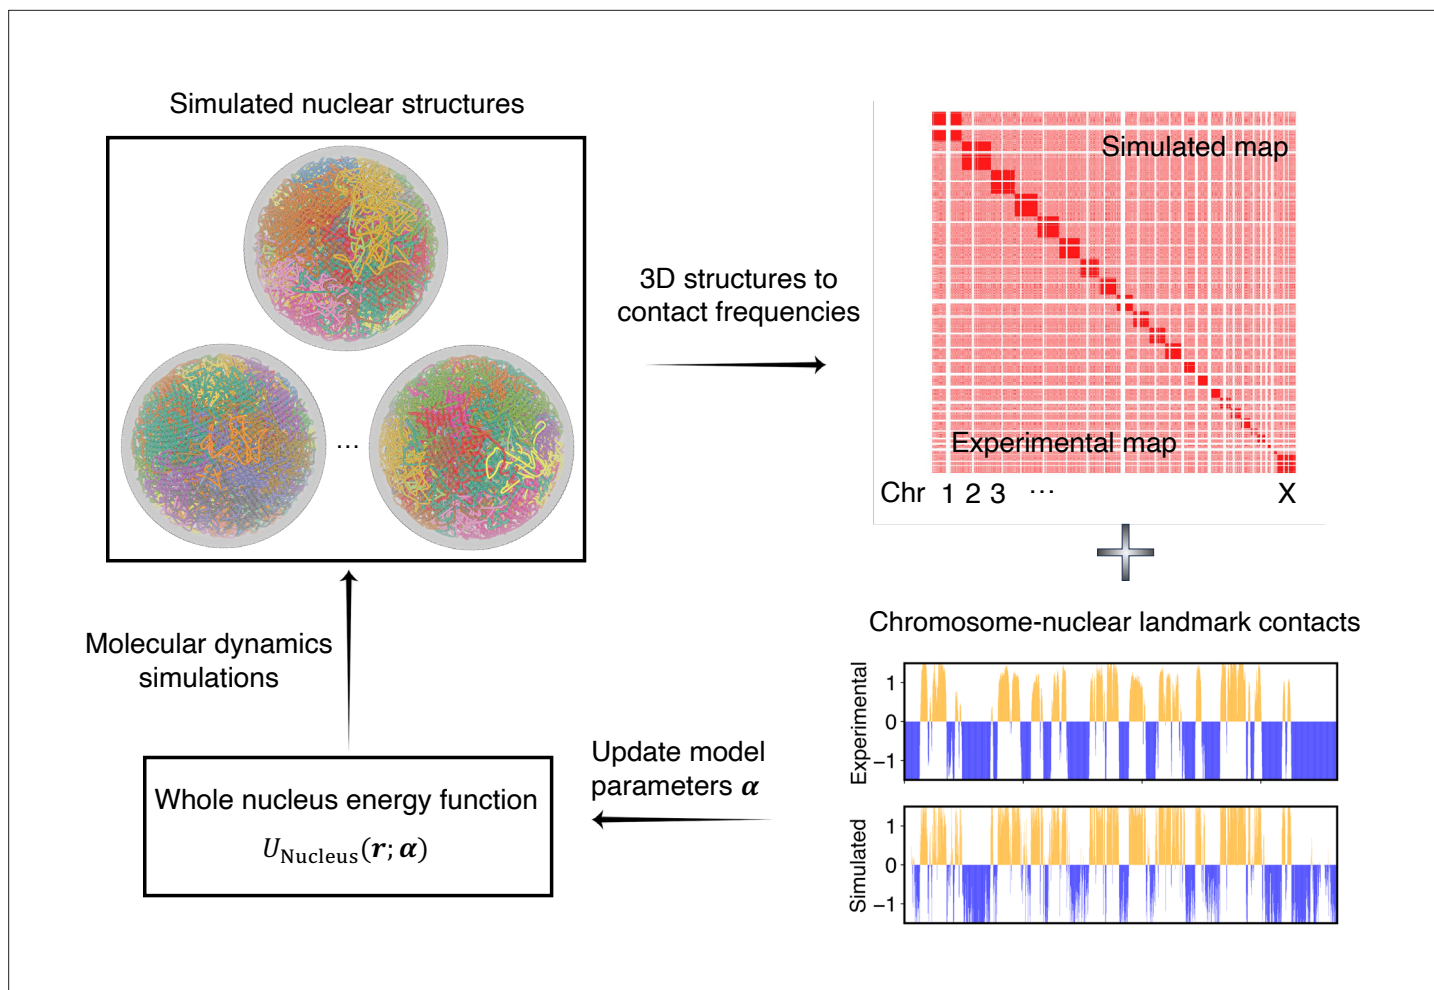 Simulated nuclear structures
...
3D structures to
contact frequencies
Simulated map
Experimental map
Chr 1 2 3 ... X
Chromosome-nuclear landmark contacts
Experimental
1
0
−1
Simulated
1
0
−1
Update model
parameters α
Whole nucleus energy function
U_Nucleus(r; α)
Molecular dynamics
simulations